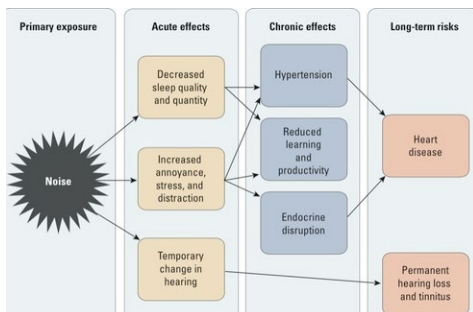 Primary exposure
Acute effects
Chronic effects
Long-term risks
Noise
Decreased
sleep quality
and quantity
Increased
annoyance,
stress, and
distraction
Temporary
change in
hearing
Hypertension
Reduced
learning
and
productivity
Endocrine
disruption
Heart
disease
Permanent
hearing loss
and tinnitus